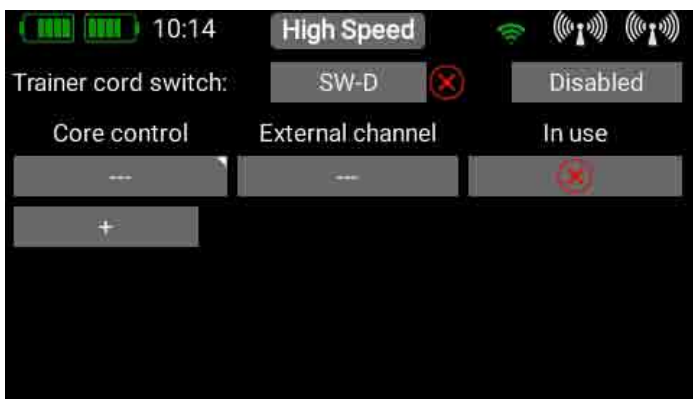 10:14 High Speed
Trainer cord switch: SW-D Disabled
Core control External channel In use
--- ---
+